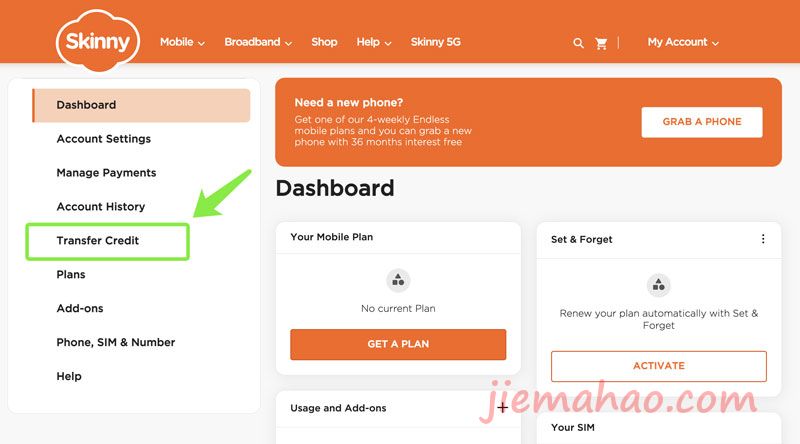 Skinny
Mobile
Broadband
Shop
Help
Skinny 5G
My Account
Dashboard
Account Settings
Manage Payments
Account History
Transfer Credit
Plans
Add-ons
Phone, SIM & Number
Help
Need a new phone?
Get one of our 4-weekly Endless
mobile plans and you can grab a new
phone with 36 months interest free
GRAB A PHONE
Dashboard
Your Mobile Plan
No current Plan
GET A PLAN
Set & Forget
Renew your plan automatically with Set &
Forget
ACTIVATE
Usage and Add-ons
Your SIM
jiemahao.com